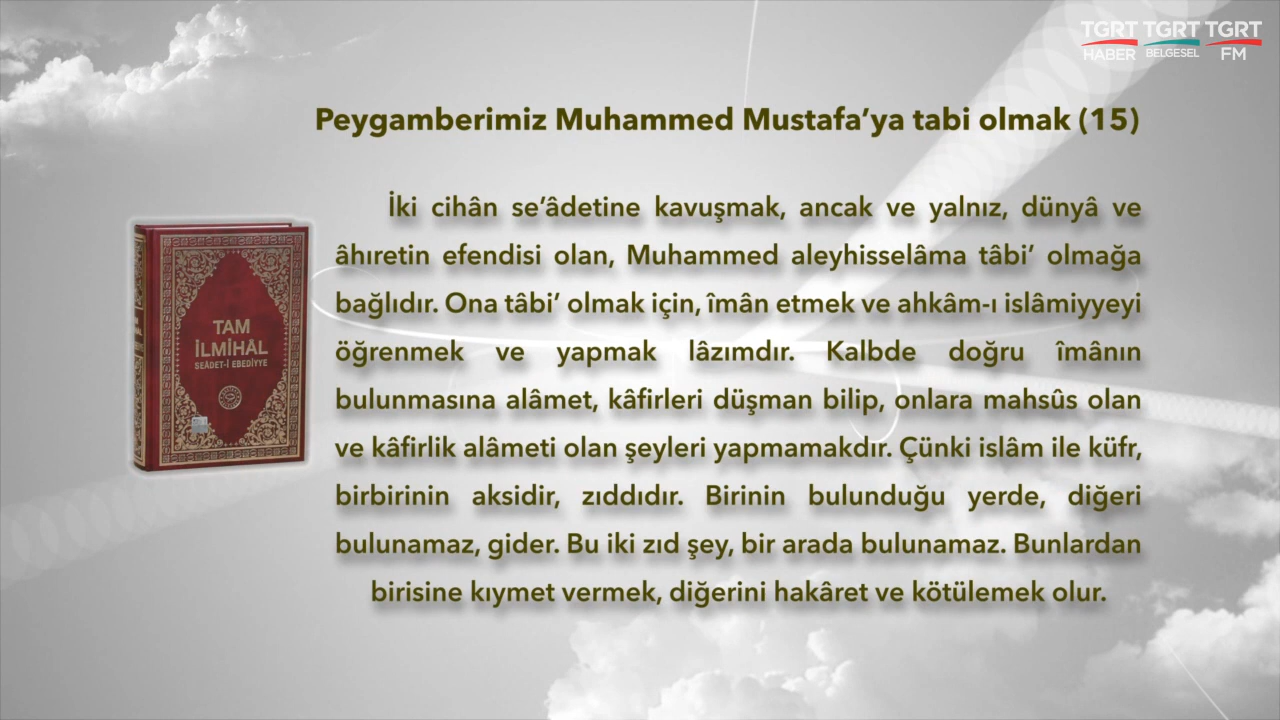 TGRT HABER
TGRT BELGESEL
TGRT FM
Peygamberimiz Muhammed Mustafa’ya tabi olmak (15)
İki cihân se’âdetine kavuşmak, ancak ve yalnız, dünyâ ve
âhıretin efendisi olan, Muhammed aleyhisselâma tâbi’ olmağa
bağlıdır. Ona tâbi’ olmak için, îmân etmek ve ahkâm-ı islâmiyyeyi
öğrenmek ve yapmak lâzımdır. Kalbde doğru îmânın
bulunmasına alâmet, kâfirleri düşman bilip, onlara mahsûs olan
ve kâfirlik alâmeti olan şeyleri yapmamakdır. Çünki islâm ile küfr,
birbirinin aksidir, zıddıdır. Birinin bulunduğu yerde, diğeri
bulunamaz, gider. Bu iki zıd şey, bir arada bulunamaz. Bunlardan
birisine kıymet vermek, diğerini hakâret ve kötülemek olur.
TAM
İLMİHÂL
SEÂDET-İ EBEDİYYE